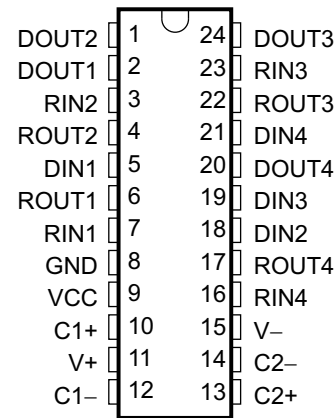 DOUT2 1 24 DOUT3
DOUT1 2 23 RIN3
RIN2 3 22 ROUT3
ROUT2 4 21 DIN4
DIN1 5 20 DOUT4
ROUT1 6 19 DIN3
RIN1 7 18 DIN2
GND 8 17 ROUT4
VCC 9 16 RIN4
C1+ 10 15 V−
V+ 11 14 C2−
C1− 12 13 C2+